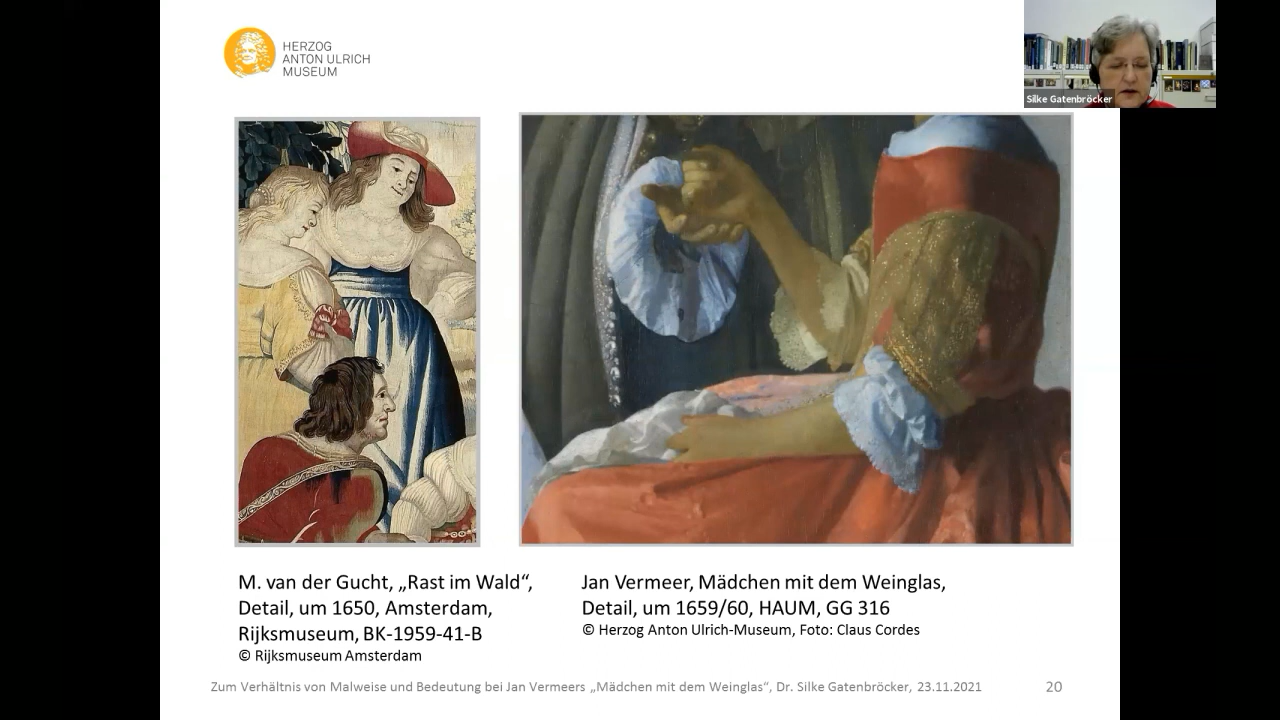 HERZOG
ANTON ULRICH
MUSEUM
Silke Gatenbröcker
M. van der Gucht, „Rast im Wald“,
Detail, um 1650, Amsterdam,
Rijksmuseum, BK-1959-41-B
© Rijksmuseum Amsterdam
Jan Vermeer, Mädchen mit dem Weinglas,
Detail, um 1659/60, HAUM, GG 316
© Herzog Anton Ulrich-Museum, Foto: Claus Cordes
Zum Verhältnis von Malweise und Bedeutung bei Jan Vermeers „Mädchen mit dem Weinglas“, Dr. Silke Gatenbröcker, 23.11.2021
20